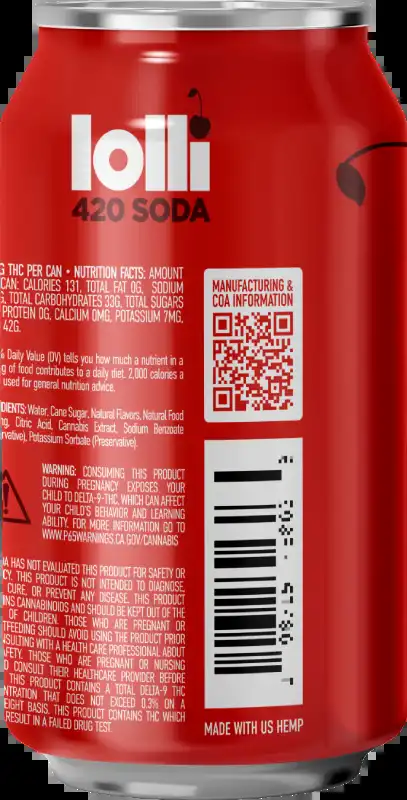 lolli
420 SODA
G THC PER CAN • NUTRITION FACTS: AMOUNT
CAN: CALORIES 131, TOTAL FAT 0G, SODIUM
G, TOTAL CARBOHYDRATES 33G, TOTAL SUGARS
PROTEIN 0G, CALCIUM 0MG, POTASSIUM 7MG,
42G.
% Daily Value (DV) tells you how much a nutrient in a
g of food contributes to a daily diet. 2,000 calories a
used for general nutrition advice.
DIENTS: Water, Cane Sugar, Natural Flavors, Natural Food
ng, Citric Acid, Cannabis Extract, Sodium Benzoate
rvative), Potassium Sorbate (Preservative).
WARNING: CONSUMING THIS PRODUCT
DURING PREGNANCY EXPOSES YOUR
CHILD TO DELTA-9-THC, WHICH CAN AFFECT
YOUR CHILD'S BEHAVIOR AND LEARNING
ABILITY. FOR MORE INFORMATION GO TO
WWW.P65WARNINGS.CA.GOV/CANNABIS
DA HAS NOT EVALUATED THIS PRODUCT FOR SAFETY OR
CY. THIS PRODUCT IS NOT INTENDED TO DIAGNOSE,
CURE, OR PREVENT ANY DISEASE. THIS PRODUCT
INS CANNABINOIDS AND SHOULD BE KEPT OUT OF THE
OF CHILDREN. THOSE WHO ARE PREGNANT OR
TFEEDING SHOULD AVOID USING THE PRODUCT PRIOR
NSULTING WITH A HEALTH CARE PROFESSIONAL ABOUT
AFETY. THOSE WHO ARE PREGNANT OR NURSING
D CONSULT THEIR HEALTHCARE PROVIDER BEFORE
THIS PRODUCT CONTAINS A TOTAL DELTA-9 THC
NTRATION THAT DOES NOT EXCEED 0.3% ON A
EIGHT BASIS. THIS PRODUCT CONTAINS THC WHICH
RESULT IN A FAILED DRUG TEST.
MANUFACTURING &
COA INFORMATION
MADE WITH US HEMP